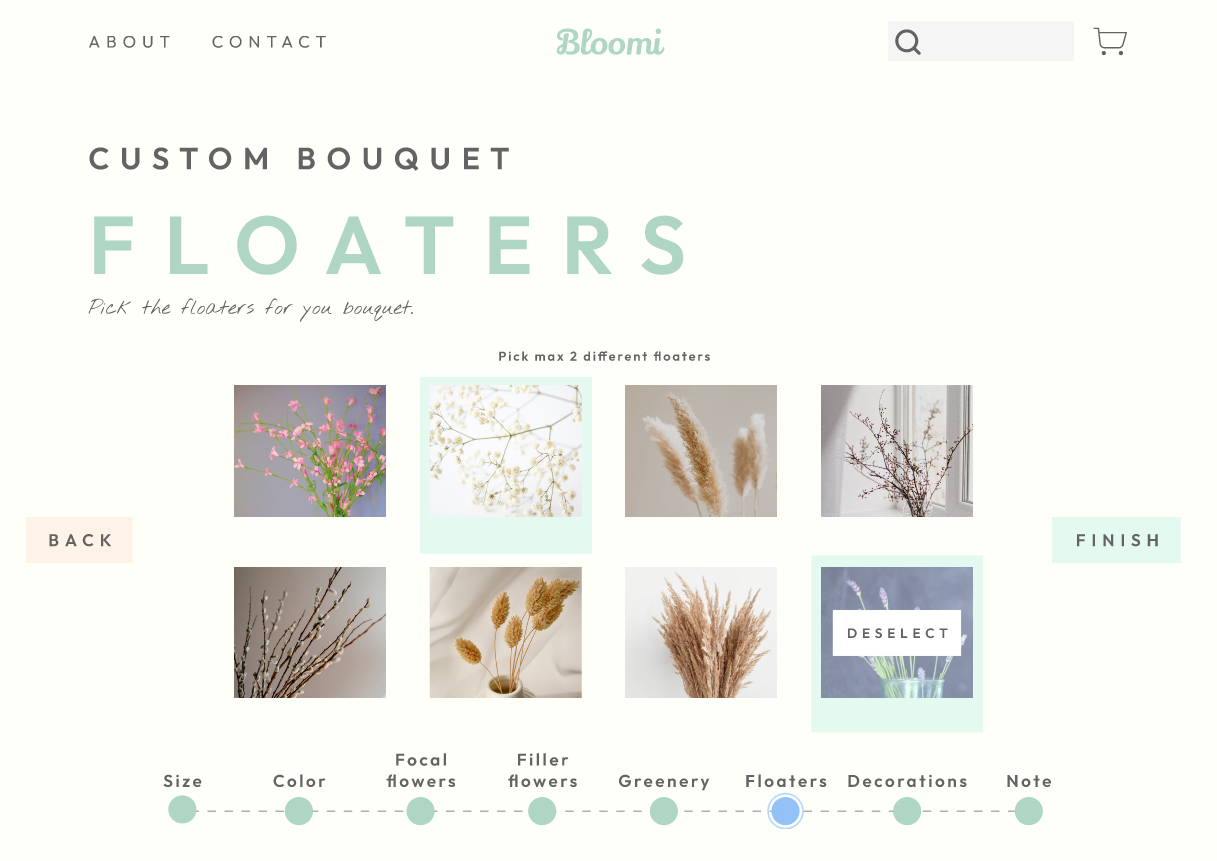 ABOUT CONTACT Bloomi
CUSTOM BOUQUET
FLOATERS
Pick the floaters for you bouquet.
Pick max 2 different floaters
BACK
FINISH
DESELECT
Size Color Focal flowers Filler flowers Greenery Floaters Decorations Note